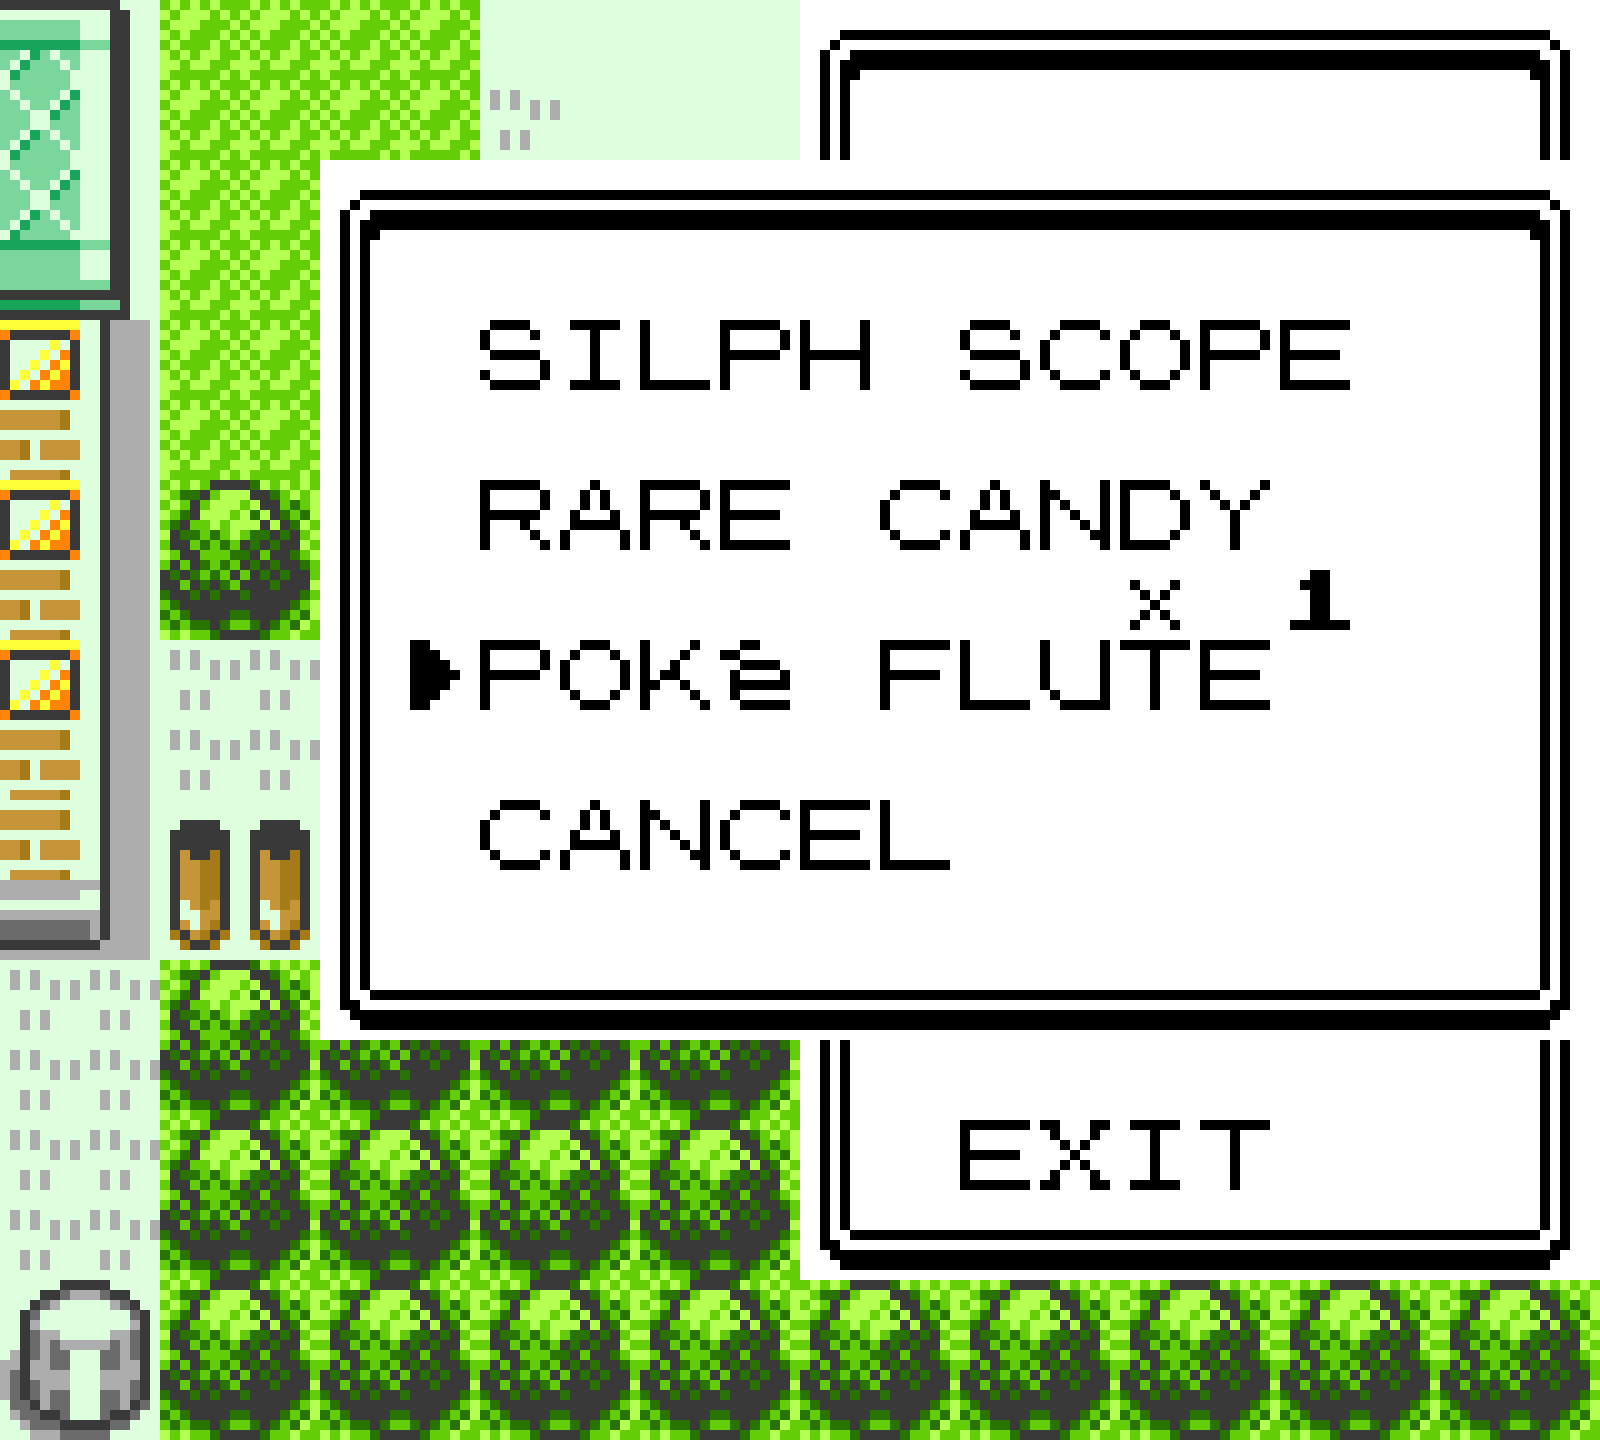 SILPH SCOPE
RARE CANDY
× 1
▶POKé FLUTE
CANCEL
EXIT